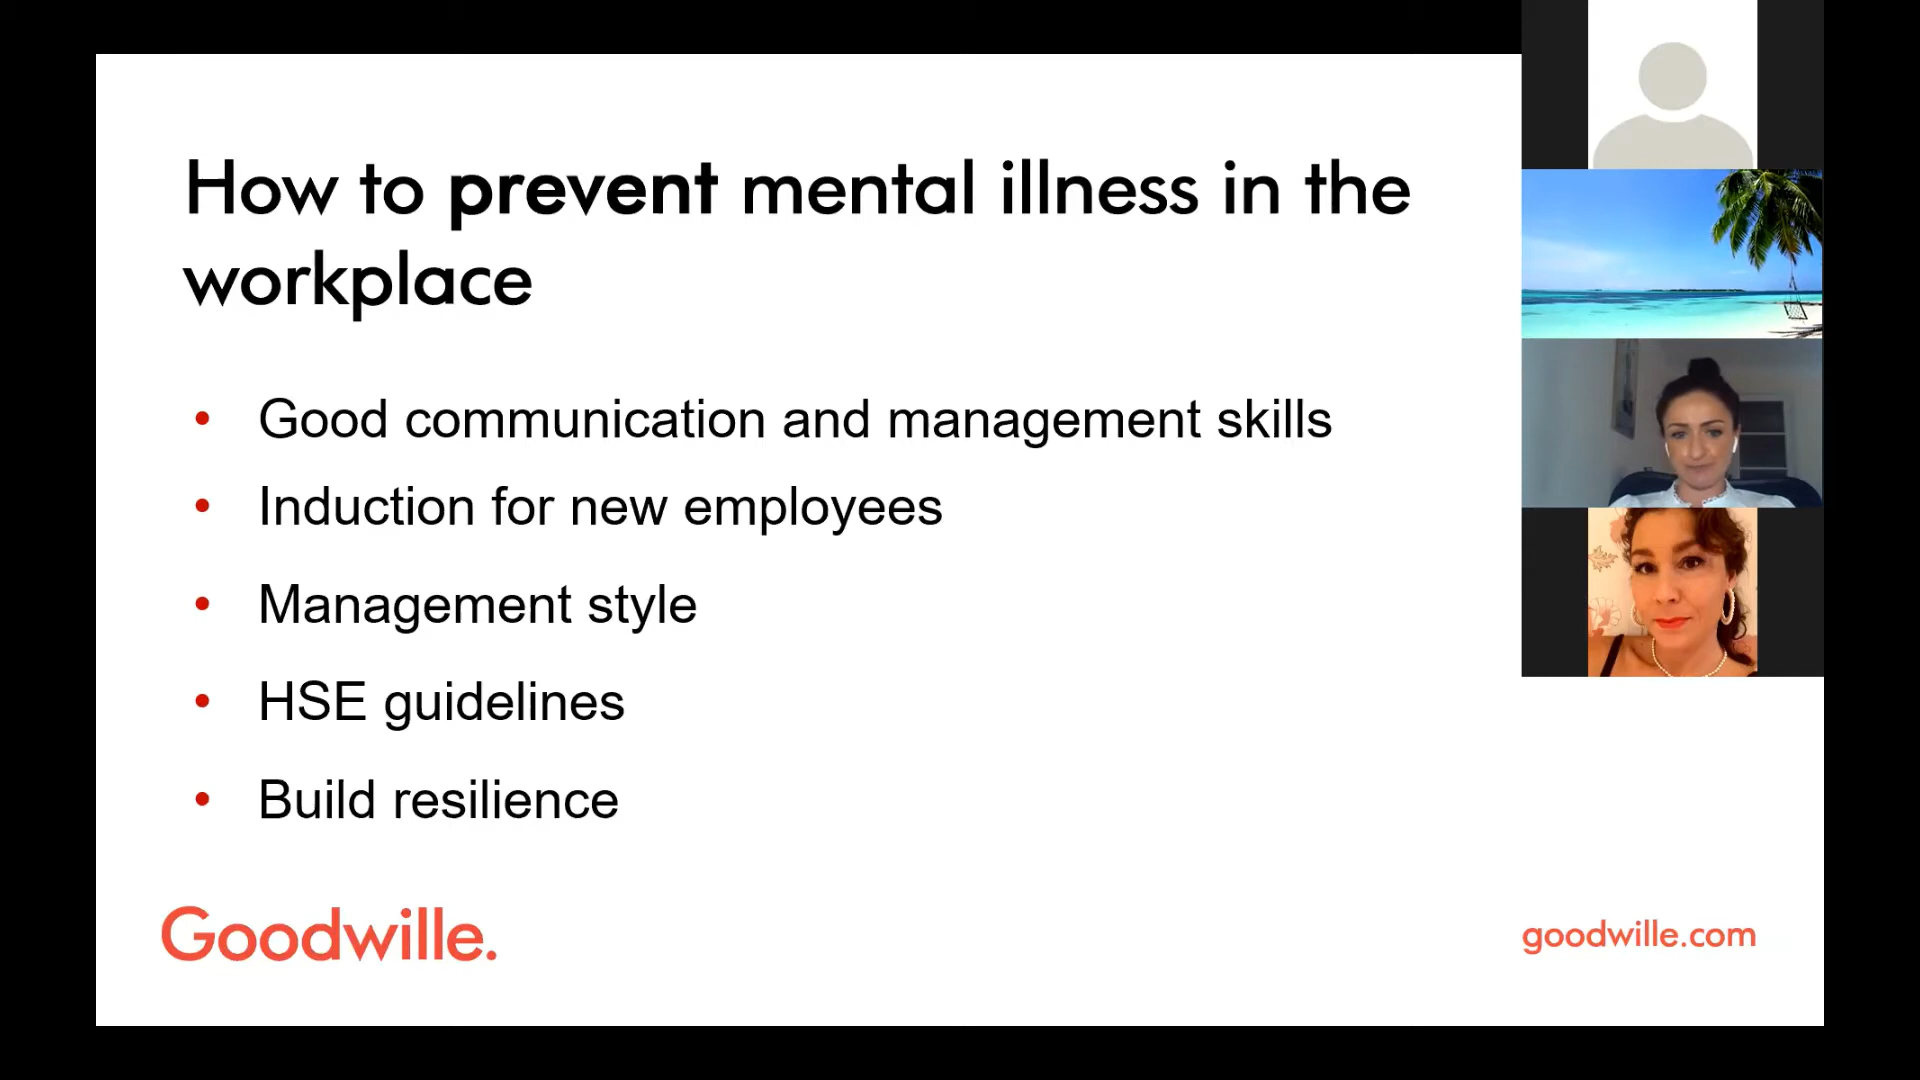 How to prevent mental illness in the
workplace
• Good communication and management skills
• Induction for new employees
• Management style
• HSE guidelines
• Build resilience
Goodwille.
goodwille.com